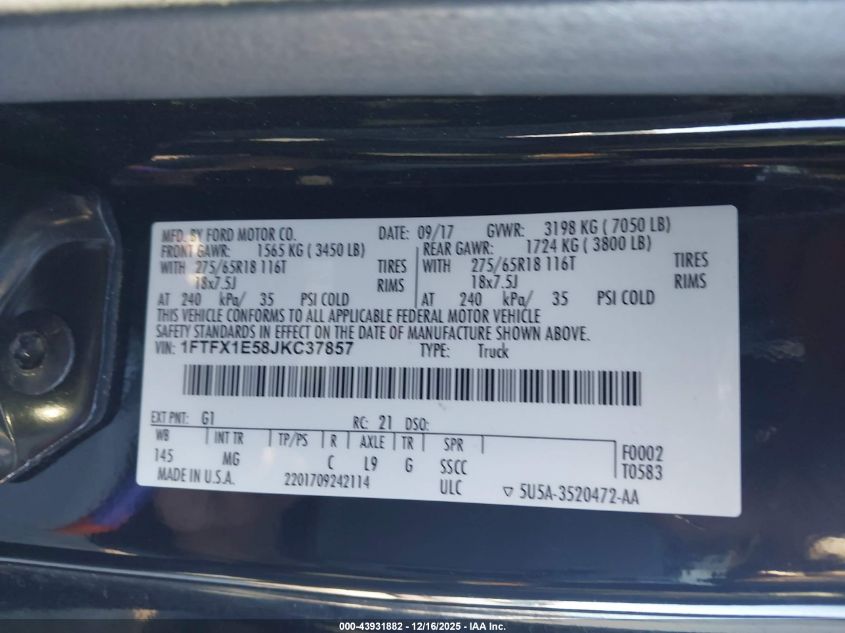 MFD. BY FORD MOTOR CO. DATE: 09/17 GVWR: 3198 KG ( 7050 LB)
FRONT GAWR: 1565 KG ( 3450 LB) REAR GAWR: 1724 KG ( 3800 LB)
WITH 275/65R18 116T TIRES WITH 275/65R18 116T TIRES
18x7.5J RIMS 18x7.5J RIMS
AT 240 kPa/ 35 PSI COLD AT 240 kPa/ 35 PSI COLD
THIS VEHICLE CONFORMS TO ALL APPLICABLE FEDERAL MOTOR VEHICLE
SAFETY STANDARDS IN EFFECT ON THE DATE OF MANUFACTURE SHOWN ABOVE.
VIN: 1FTFX1E58JKC37857 TYPE: Truck
EXT PNT: G1 RC: 21 DSO:
WB INT TR TP/PS R AXLE TR SPR F0002
145 MG C L9 G SSCC T0583
MADE IN U.S.A. 2201709242114 ULC ▽ 5U5A-3520472-AA
000-43931882 – 12/16/2025 – IAA Inc.